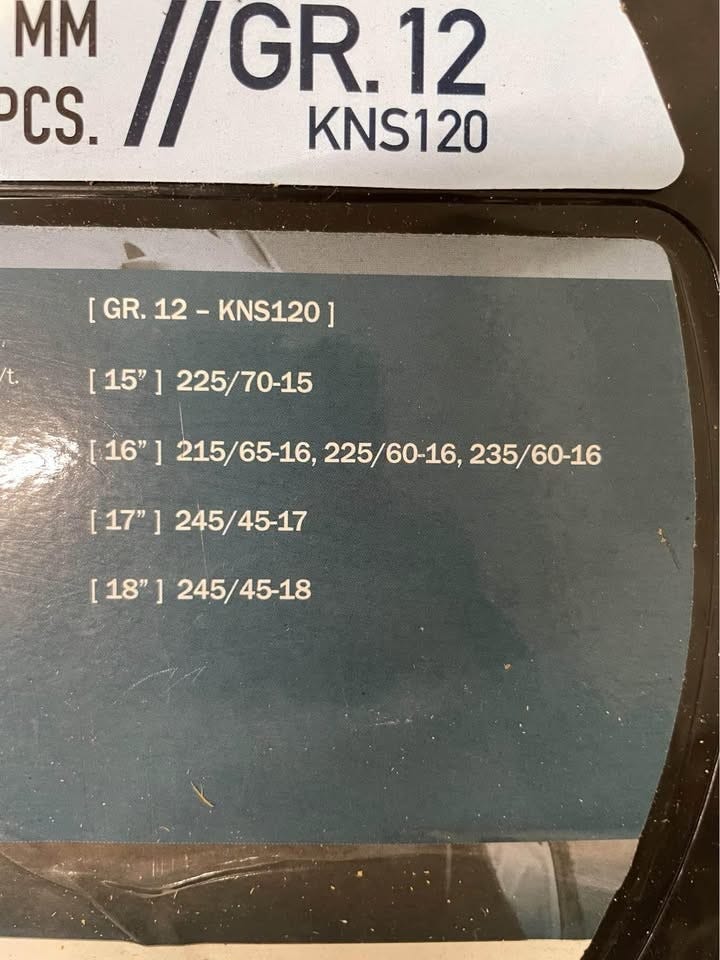 MM // GR. 12
PCS. KNS120
[ GR. 12 – KNS120 ]
/t.
[ 15” ] 225/70-15
[ 16” ] 215/65-16, 225/60-16, 235/60-16
[ 17” ] 245/45-17
[ 18” ] 245/45-18